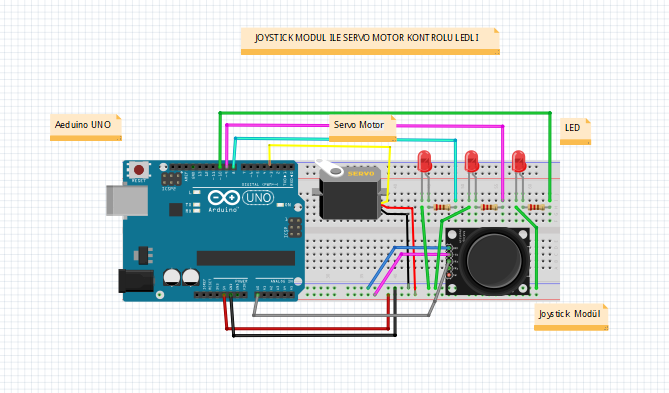 JOYSTICK MODUL ILE SERVO MOTOR KONTROLU LEDLI
Aeduino UNO
Servo Motor
LED
RESET
ICSP2
L
TX
RX
DIGITAL (PWM=~)
Arduino
UNO
ON
ICSP
POWER
ANALOG IN
SERVO
Joystick Modül